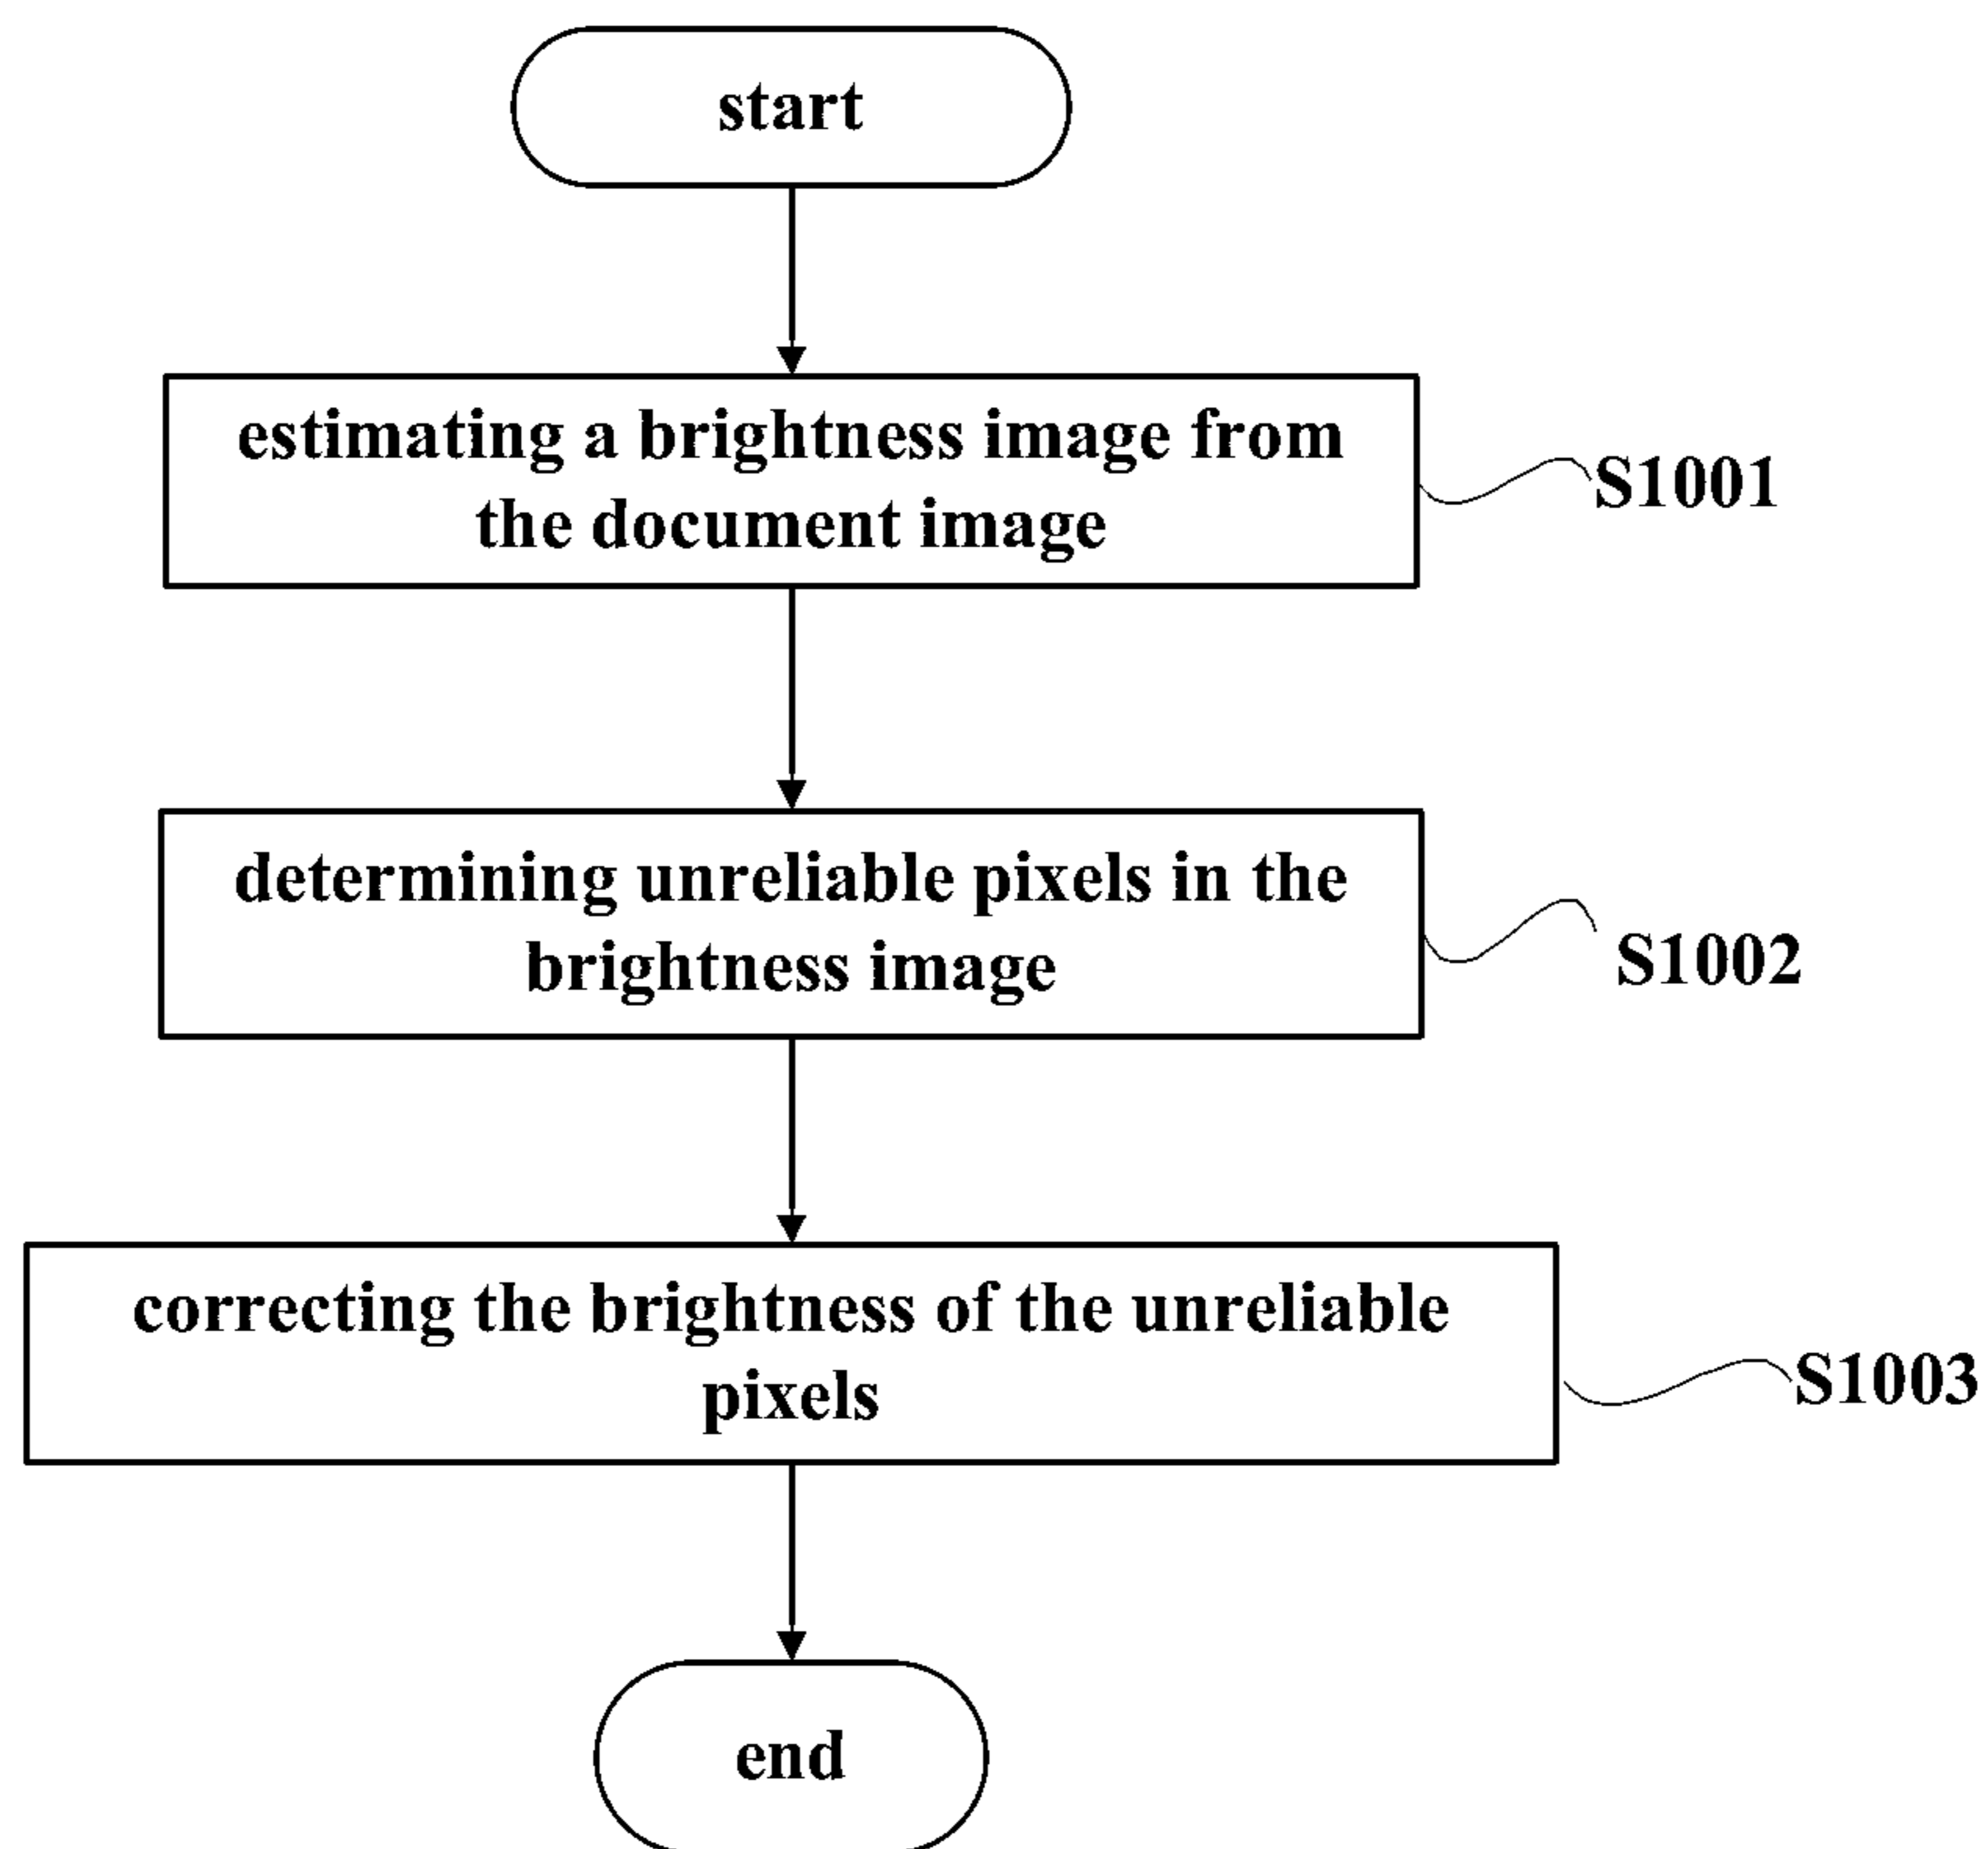 start
estimating a brightness image from
the document image
S1001
determining unreliable pixels in the
brightness image
S1002
correcting the brightness of the unreliable
pixels
S1003
end